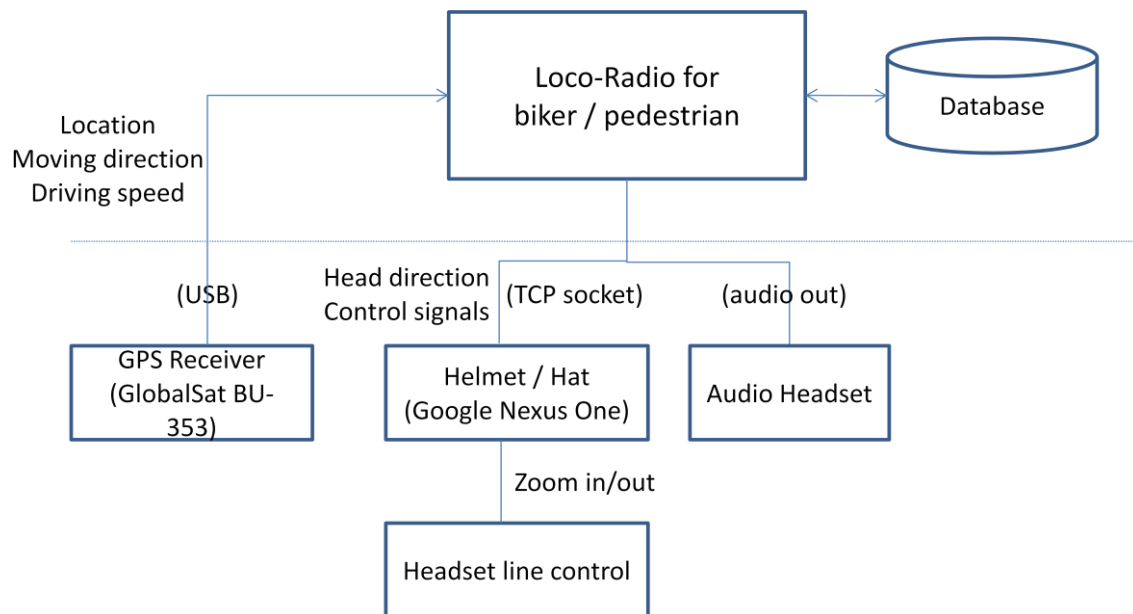 Loco-Radio for
biker / pedestrian
Database
Location
Moving direction
Driving speed
(USB)
Head direction
Control signals
(TCP socket)
(audio out)
GPS Receiver
(GlobalSat BU-
353)
Helmet / Hat
(Google Nexus One)
Audio Headset
Zoom in/out
Headset line control